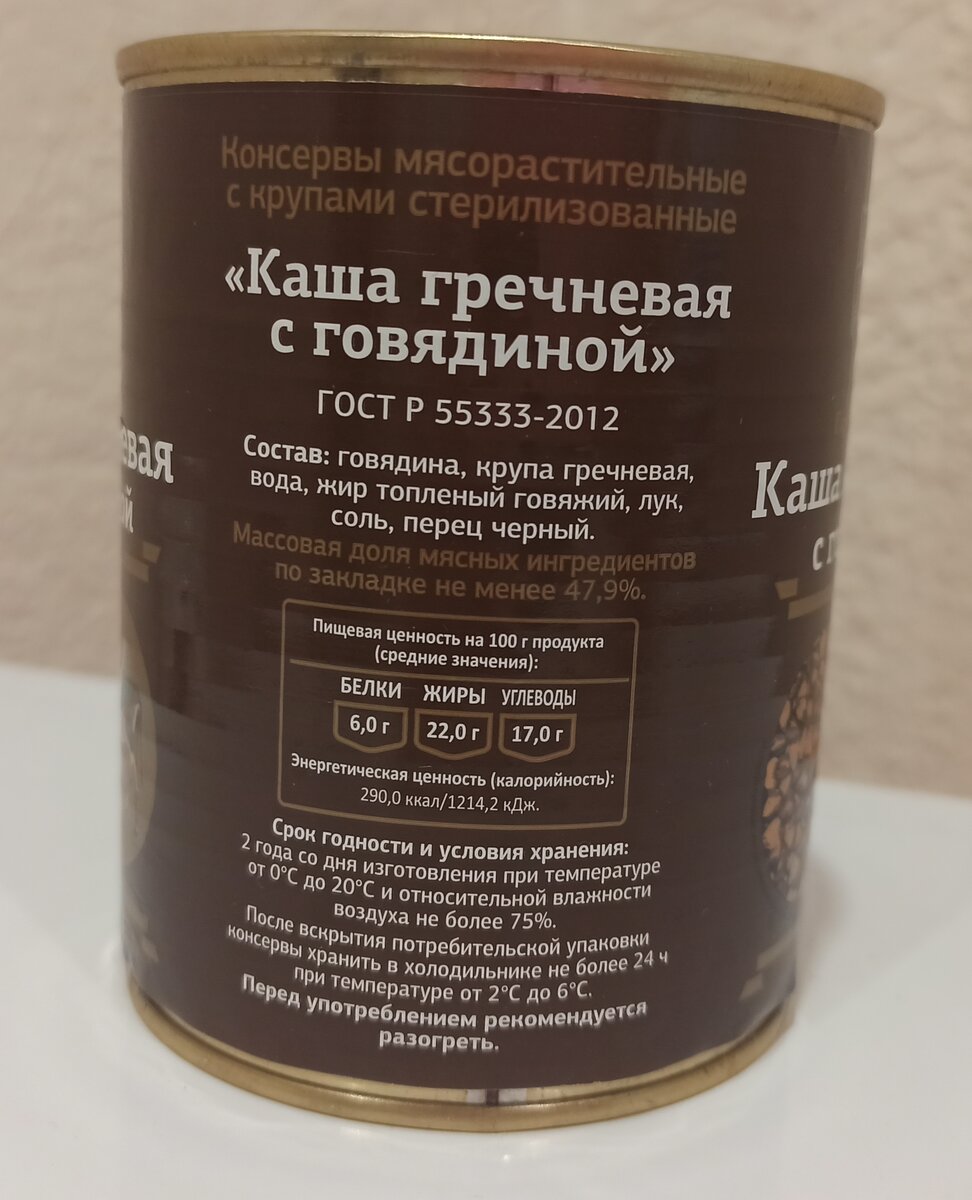 Консервы мясорастительные
с крупами стерилизованные
«Каша гречневая
с говядиной»
ГОСТ Р 55333-2012
Состав: говядина, крупа гречневая,
вода, жир топленый говяжий, лук,
соль, перец черный.
Массовая доля мясных ингредиентов
по закладке не менее 47,9%.
Пищевая ценность на 100 г продукта
(средние значения):
БЕЛКИ ЖИРЫ УГЛЕВОДЫ
6,0 г 22,0 г 17,0 г
Энергетическая ценность (калорийность):
290,0 ккал/1214,2 кДж.
Срок годности и условия хранения:
2 года со дня изготовления при температуре
от 0°С до 20°С и относительной влажности
воздуха не более 75%.
После вскрытия потребительской упаковки
консервы хранить в холодильнике не более 24 ч
при температуре от 2°С до 6°С.
Перед употреблением рекомендуется
разогреть.
Каша